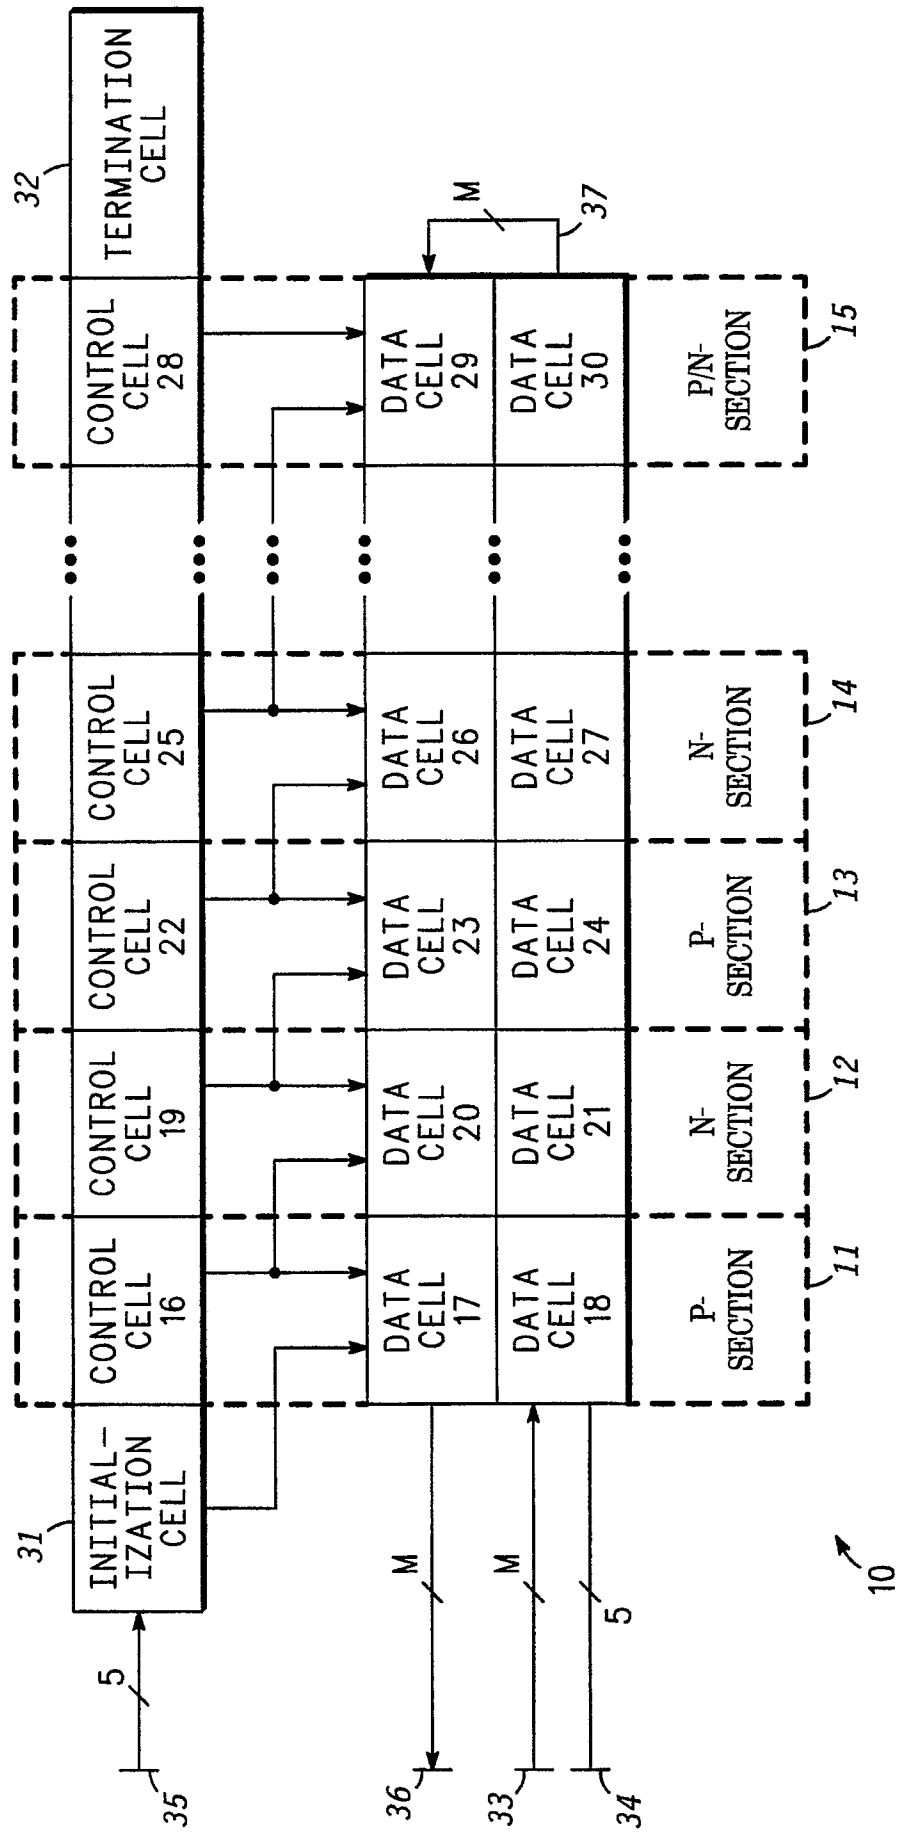 31
32
INITIAL-
IZATION
CELL
CONTROL
CELL
16
CONTROL
CELL
19
CONTROL
CELL
22
CONTROL
CELL
25
•••
CONTROL
CELL
28
TERMINATION
CELL
5
35
•••
•••
•••
DATA
CELL
17
DATA
CELL
20
DATA
CELL
23
DATA
CELL
26
DATA
CELL
29
M
36
•••
DATA
CELL
18
DATA
CELL
21
DATA
CELL
24
DATA
CELL
27
•••
DATA
CELL
30
M
37
M
33
5
34
•••
P-
SECTION
N-
SECTION
P-
SECTION
N-
SECTION
P/N-
SECTION
11
12
13
14
15
10